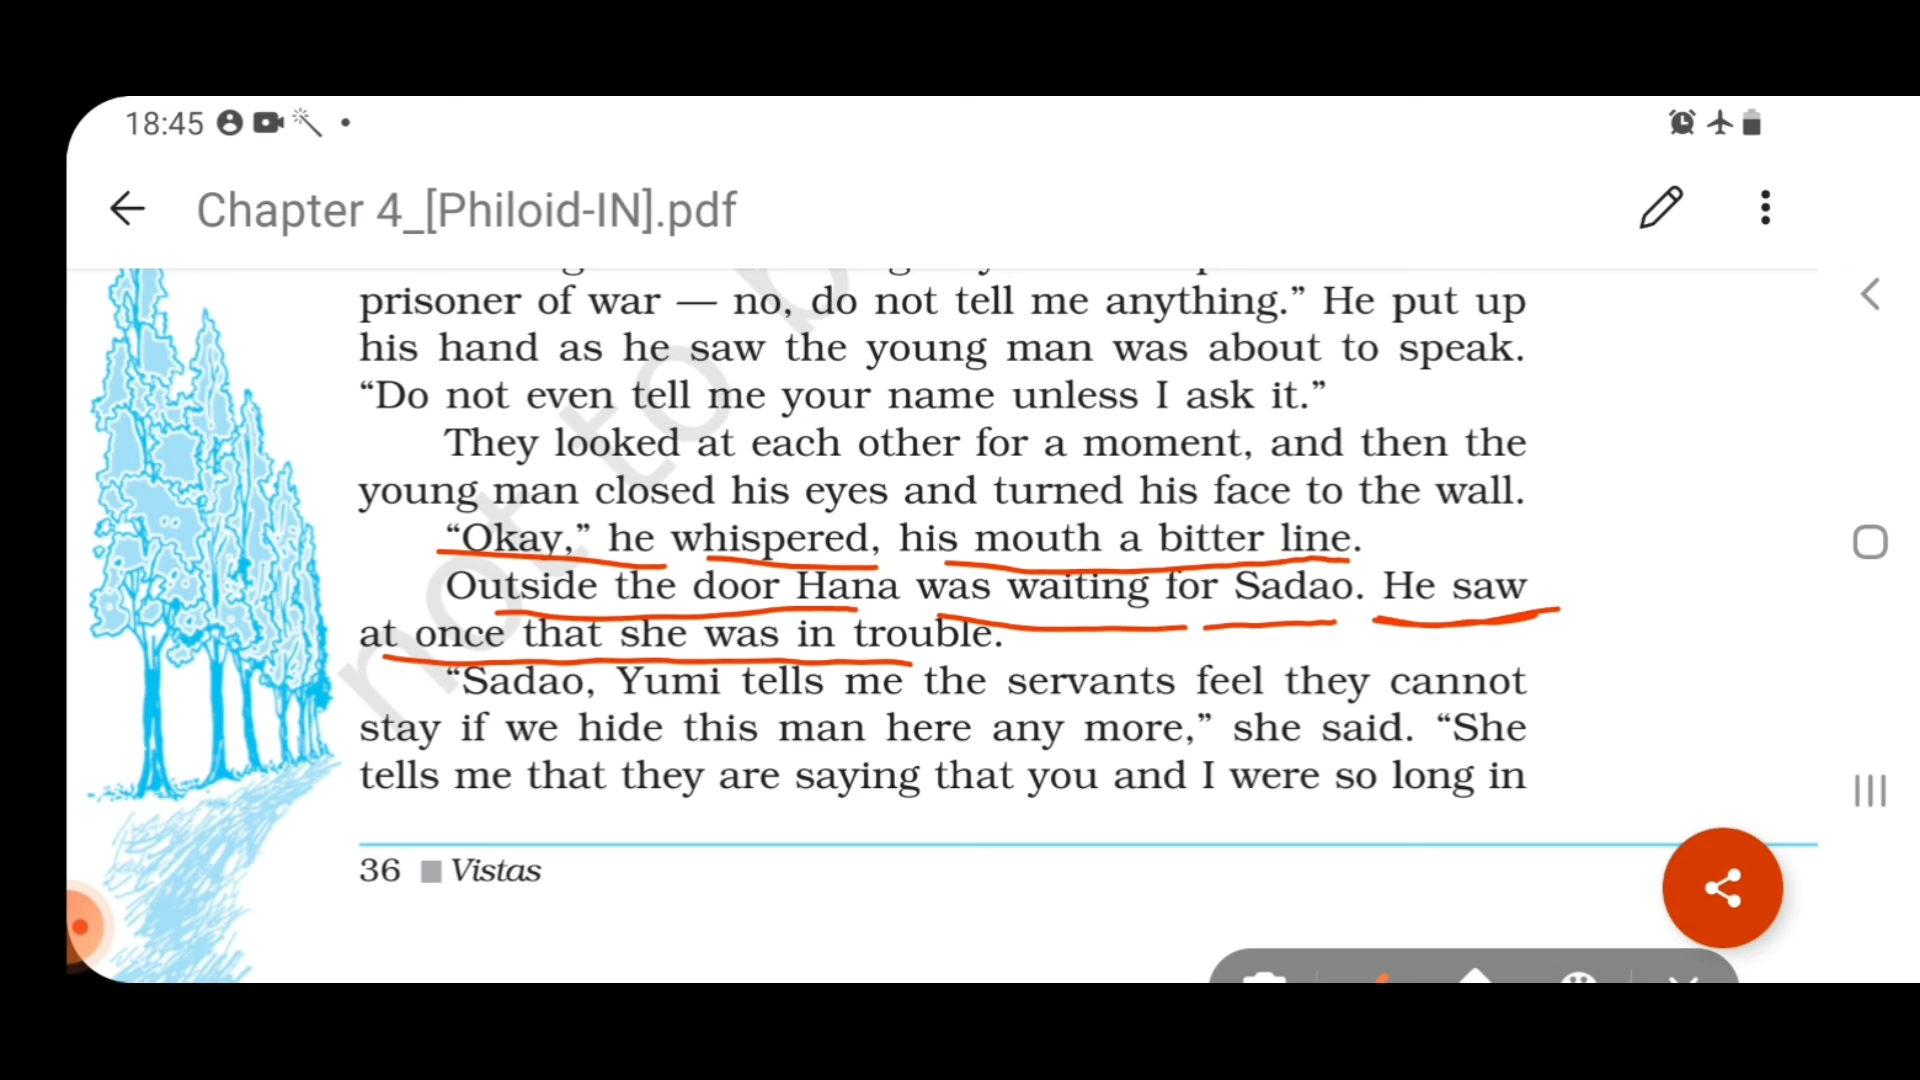 18:45
Chapter 4_[Philoid-IN].pdf
prisoner of war — no, do not tell me anything.” He put up
his hand as he saw the young man was about to speak.
“Do not even tell me your name unless I ask it.”
They looked at each other for a moment, and then the
young man closed his eyes and turned his face to the wall.
“Okay,” he whispered, his mouth a bitter line.
Outside the door Hana was waiting for Sadao. He saw
at once that she was in trouble.
“Sadao, Yumi tells me the servants feel they cannot
stay if we hide this man here any more,” she said. “She
tells me that they are saying that you and I were so long in
36 Vistas
not to b